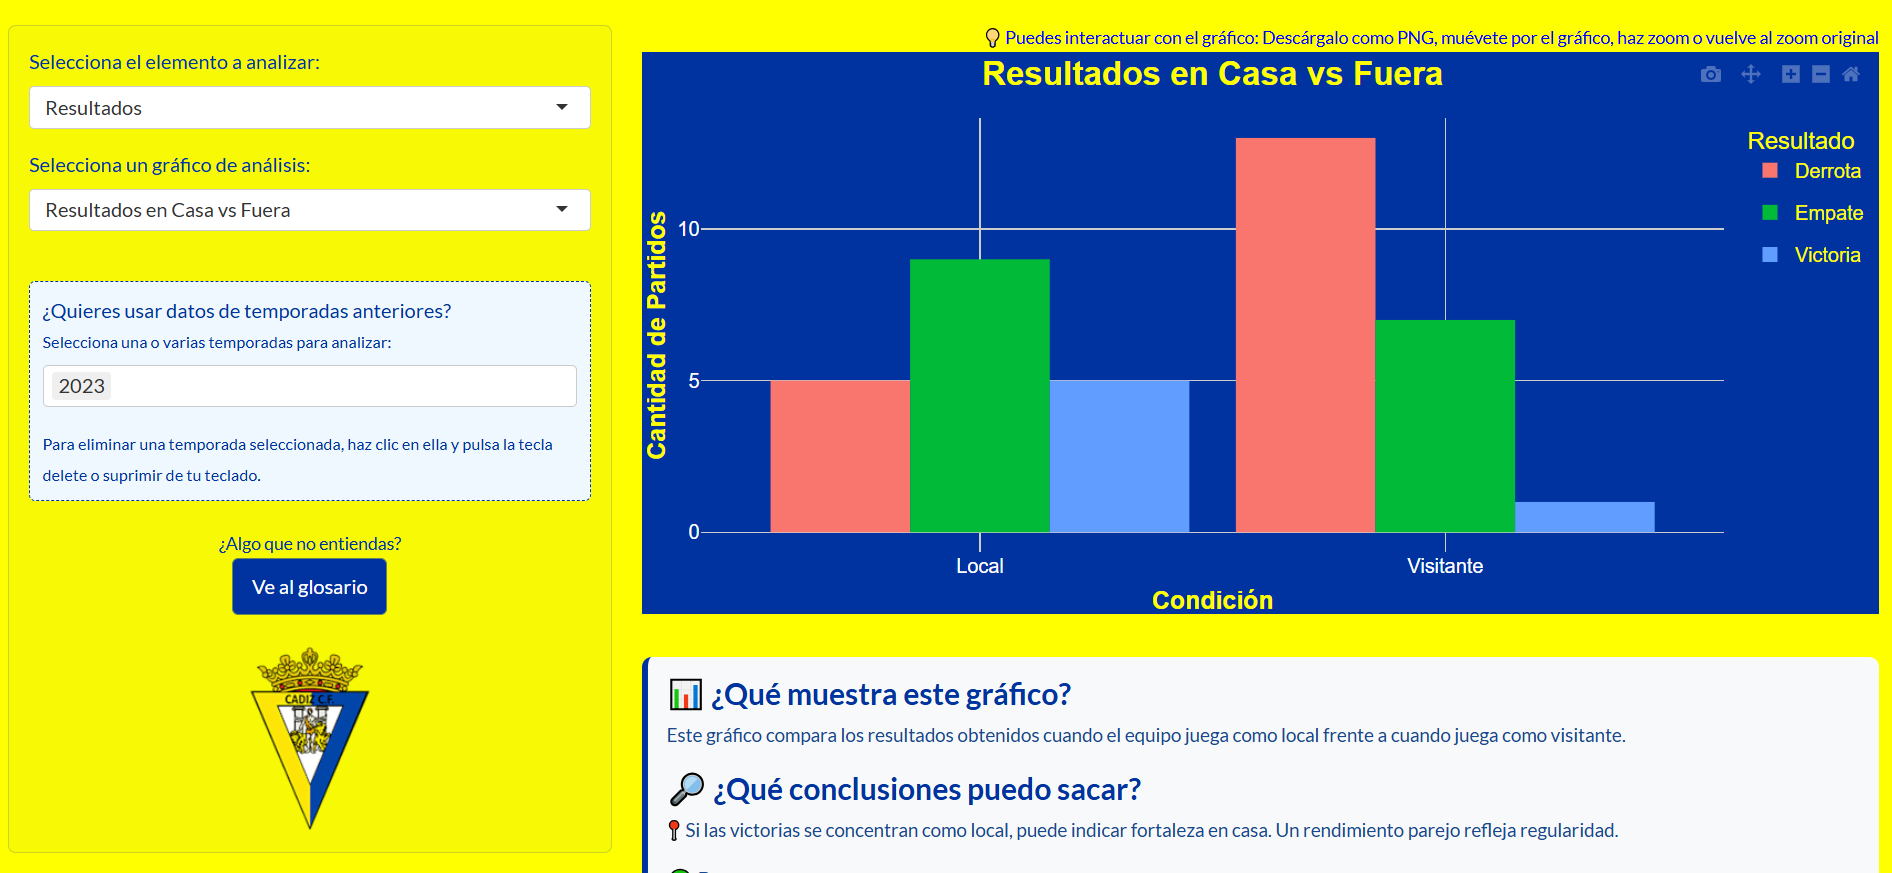 Selecciona el elemento a analizar:
Resultados
Selecciona un gráfico de análisis:
Resultados en Casa vs Fuera
¿Quieres usar datos de temporadas anteriores?
Selecciona una o varias temporadas para analizar:
2023
Para eliminar una temporada seleccionada, haz clic en ella y pulsa la tecla
delete o suprimir de tu teclado.
¿Algo que no entiendas?
Ve al glosario
CADIZ C.F.
Puedes interactuar con el gráfico: Descárgalo como PNG, muévete por el gráfico, haz zoom o vuelve al zoom original
Resultados en Casa vs Fuera
Resultado
Derrota
Empate
Victoria
Cantidad de Partidos
10
5
0
Local
Visitante
Condición
¿Qué muestra este gráfico?
Este gráfico compara los resultados obtenidos cuando el equipo juega como local frente a cuando juega como visitante.
¿Qué conclusiones puedo sacar?
Si las victorias se concentran como local, puede indicar fortaleza en casa. Un rendimiento parejo refleja regularidad.